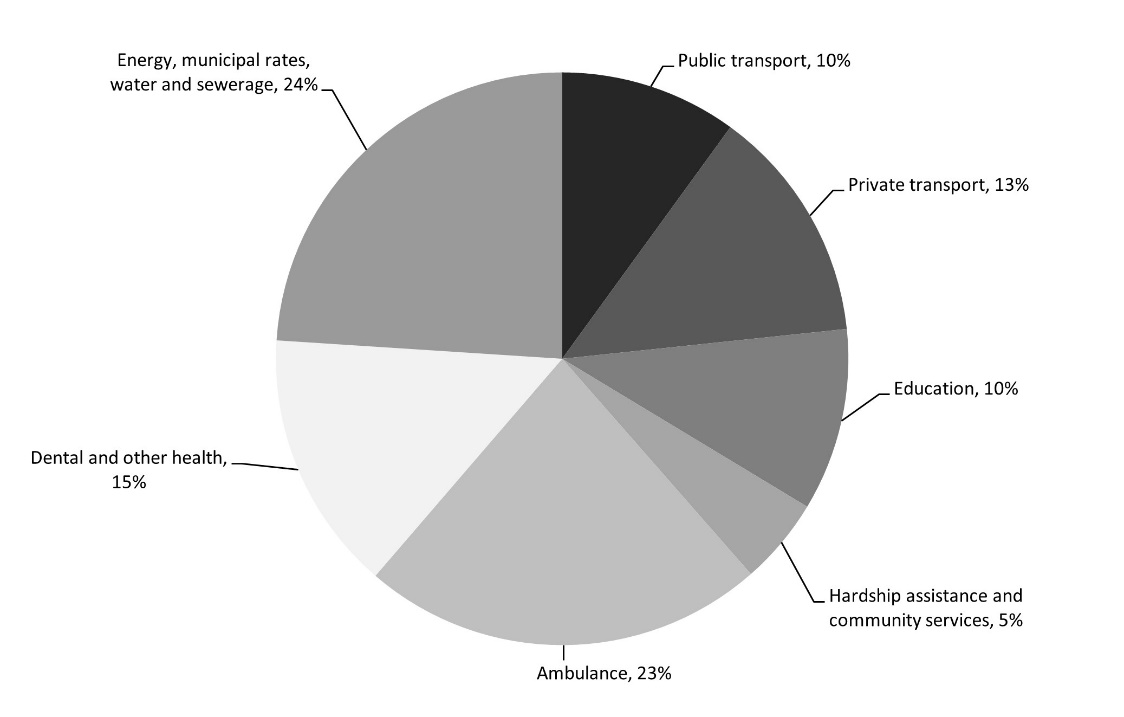 Energy, municipal rates,
water and sewerage, 24%
Public transport, 10%
Private transport, 13%
Education, 10%
Dental and other health,
15%
Hardship assistance and
community services, 5%
Ambulance, 23%